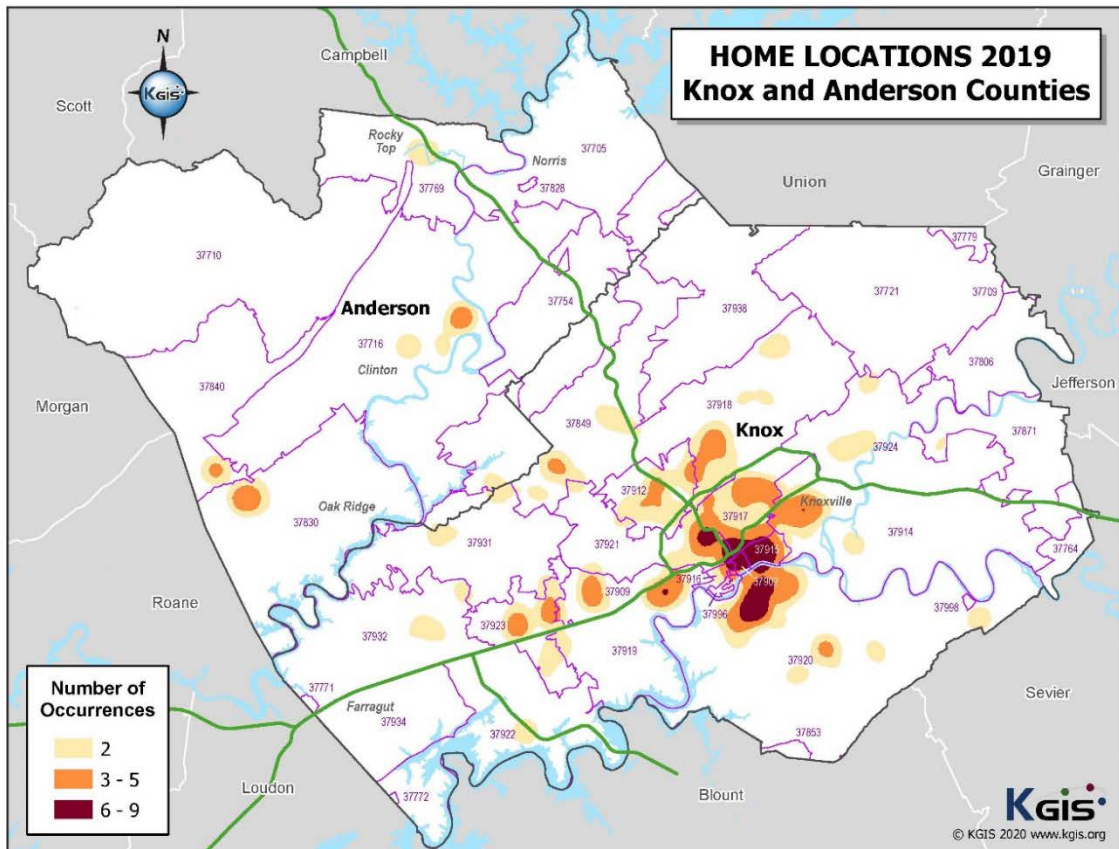 HOME LOCATIONS 2019
Knox and Anderson Counties
N
KGIS
Campbell
Scott
Rocky
Top
Norris
37705
37769
37828
Union
Grainger
37779
37710
37721
37709
37754
37938
Anderson
37716
Clinton
37806
37840
Jefferson
Morgan
37918
37849
Knox
37871
37924
37912
Knoxville
37917
Oak Ridge
37830
37931
37921
37914
37915
37764
37902
37916
37909
37996
37998
Roane
37923
37932
37919
37920
Sevier
37771
Farragut
37934
37922
37853
37772
Loudon
Blount
Number of
Occurrences
2
3 - 5
6 - 9
KGIS
© KGIS 2020 www.kgis.org